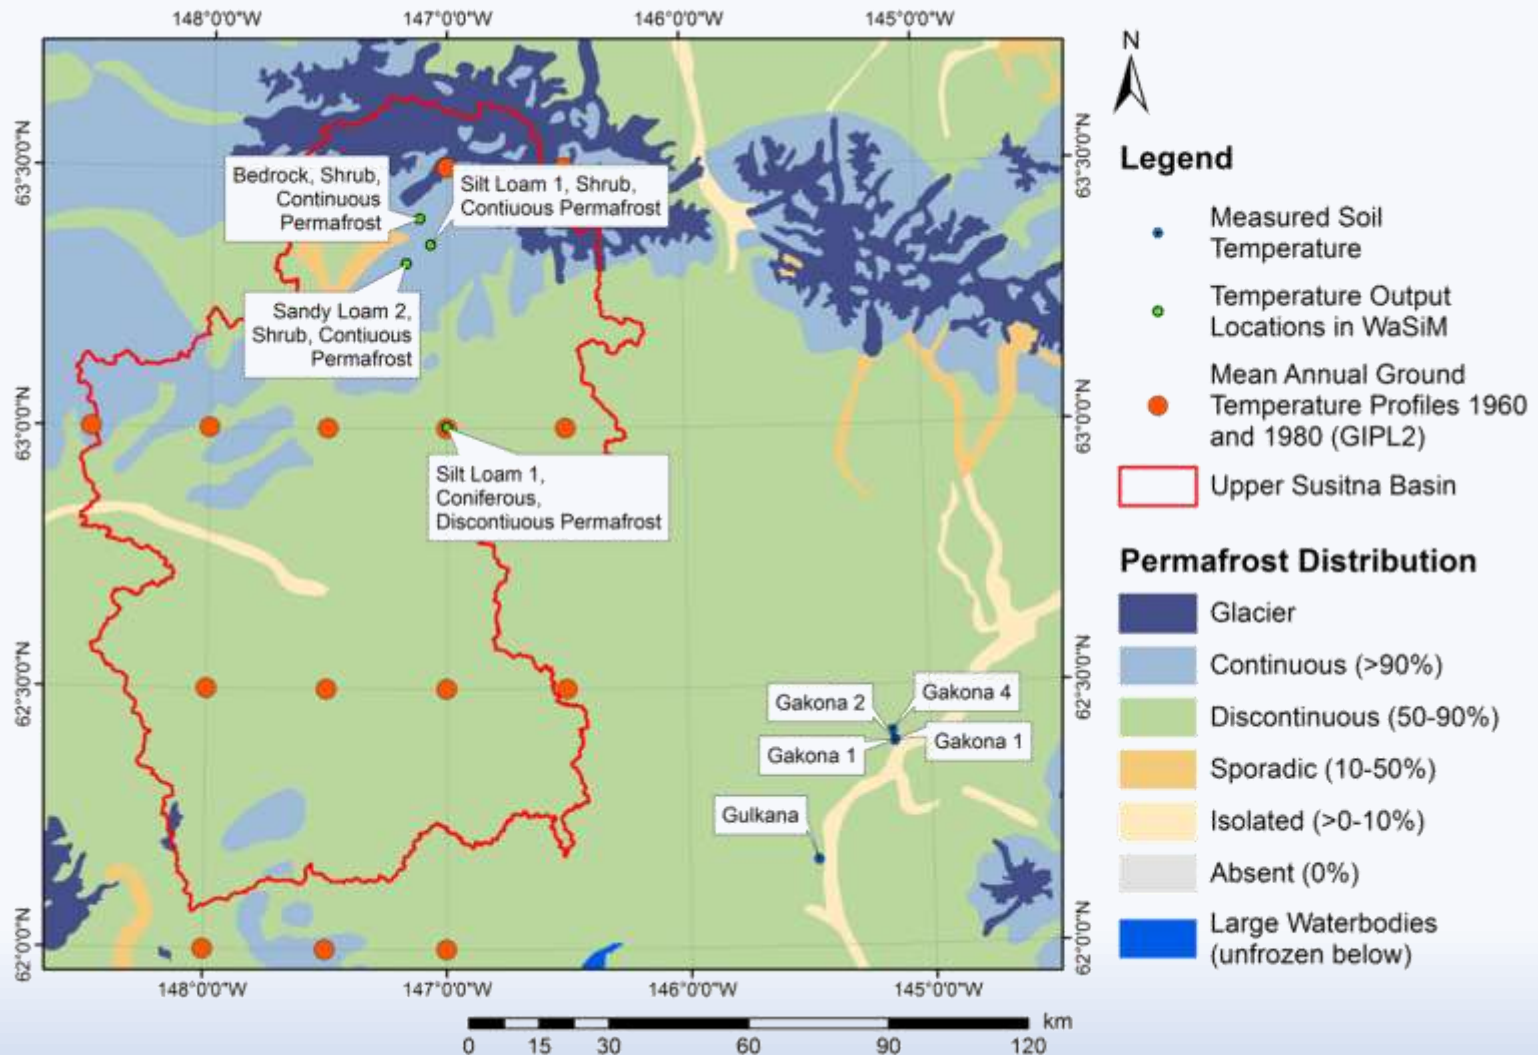 148°0'0"W
147°0'0"W
146°0'0"W
145°0'0"W
63°30'0"N
63°0'0"N
62°30'0"N
62°0'0"N
Bedrock, Shrub,
Continuous
Permafrost
Silt Loam 1, Shrub,
Contiuous Permafrost
Sandy Loam 2,
Shrub, Contiuous
Permafrost
Silt Loam 1,
Coniferous,
Discontiuous Permafrost
Gakona 2
Gakona 4
Gakona 1
Gakona 1
Gulkana
63°30'0"N
63°0'0"N
62°30'0"N
62°0'0"N
148°0'0"W
147°0'0"W
146°0'0"W
145°0'0"W
0
15
30
60
90
120
km
N
Legend
Measured Soil
Temperature
Temperature Output
Locations in WaSiM
Mean Annual Ground
Temperature Profiles 1960
and 1980 (GIPL2)
Upper Susitna Basin
Permafrost Distribution
Glacier
Continuous (>90%)
Discontinuous (50-90%)
Sporadic (10-50%)
Isolated (>0-10%)
Absent (0%)
Large Waterbodies
(unfrozen below)